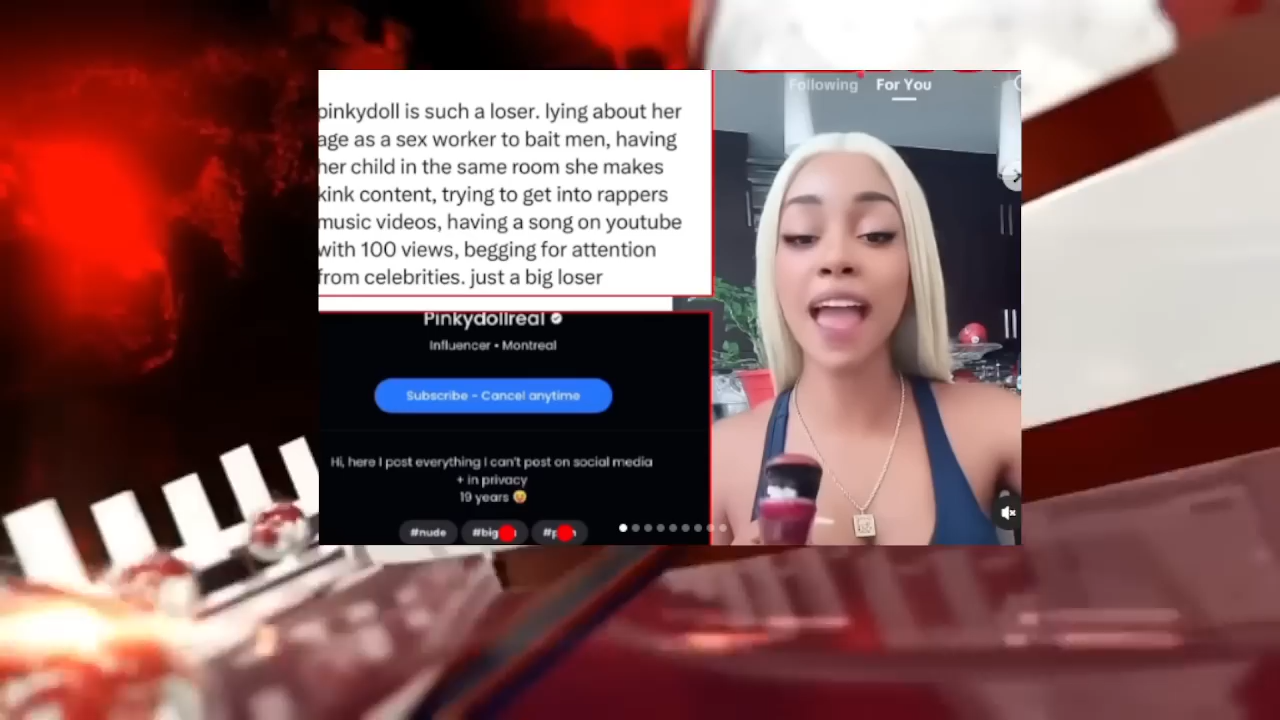 pinkydoll is such a loser. lying about her
age as a sex worker to bait men, having
her child in the same room she makes
kink content, trying to get into rappers
music videos, having a song on youtube
with 100 views, begging for attention
from celebrities. just a big loser
Pinkydollreal
Influencer • Montreal
Subscribe - Cancel anytime
Hi, here I post everything I can't post on social media
+ in privacy
19 years 😉
#nude #big #p
Following For You